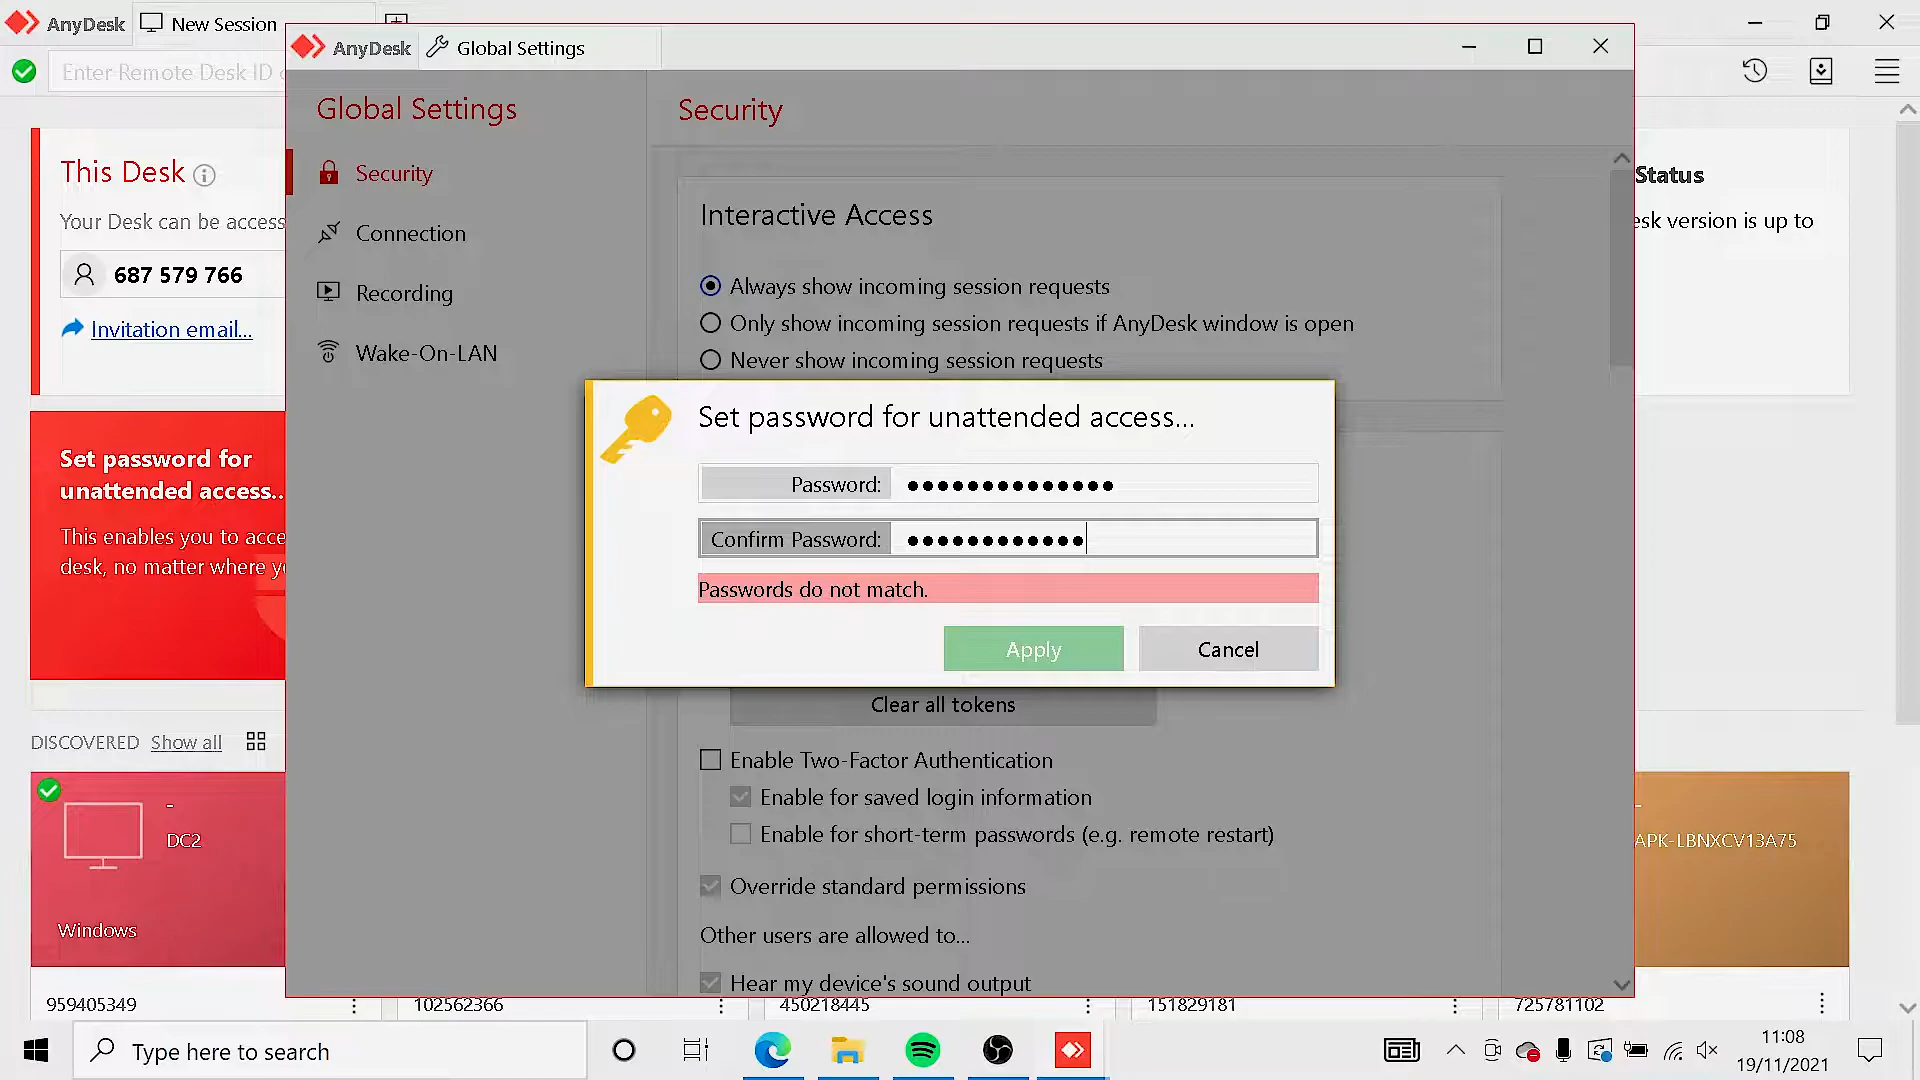 AnyDesk
New Session
AnyDesk
Global Settings
Enter Remote Desk ID
Global Settings
Security
Security
Connection
Recording
Wake-On-LAN
This Desk
Your Desk can be access
687 579 766
Invitation email...
Status
esk version is up to
Interactive Access
Always show incoming session requests
Only show incoming session requests if AnyDesk window is open
Never show incoming session requests
Set password for
unattended access..
This enables you to acce
desk, no matter where y
Set password for unattended access...
Password: ●●●●●●●●●●●●●●
Confirm Password: ●●●●●●●●●●●●
Passwords do not match.
Apply
Cancel
Clear all tokens
Enable Two-Factor Authentication
Enable for saved login information
Enable for short-term passwords (e.g. remote restart)
Override standard permissions
Other users are allowed to...
Hear my device's sound output
DISCOVERED Show all
-
DC2
Windows
APK-LBNXCV13A75
959405349
102562366
450218445
151829181
725781102
Type here to search
11:08
19/11/2021